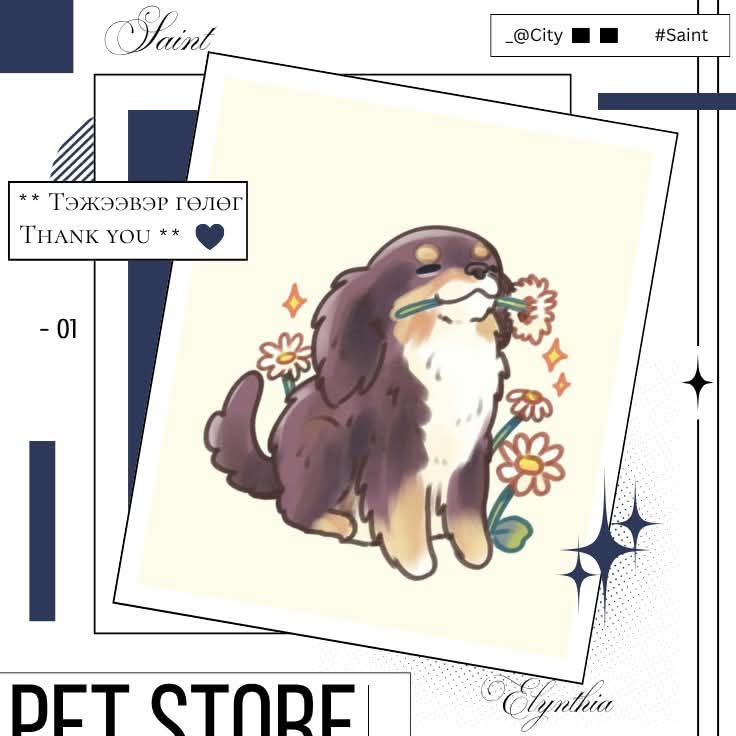 Saint
_@City #Saint
** Тэжээвэр гөлөг
Thank you **
- 01
Elynthia
PET STORE